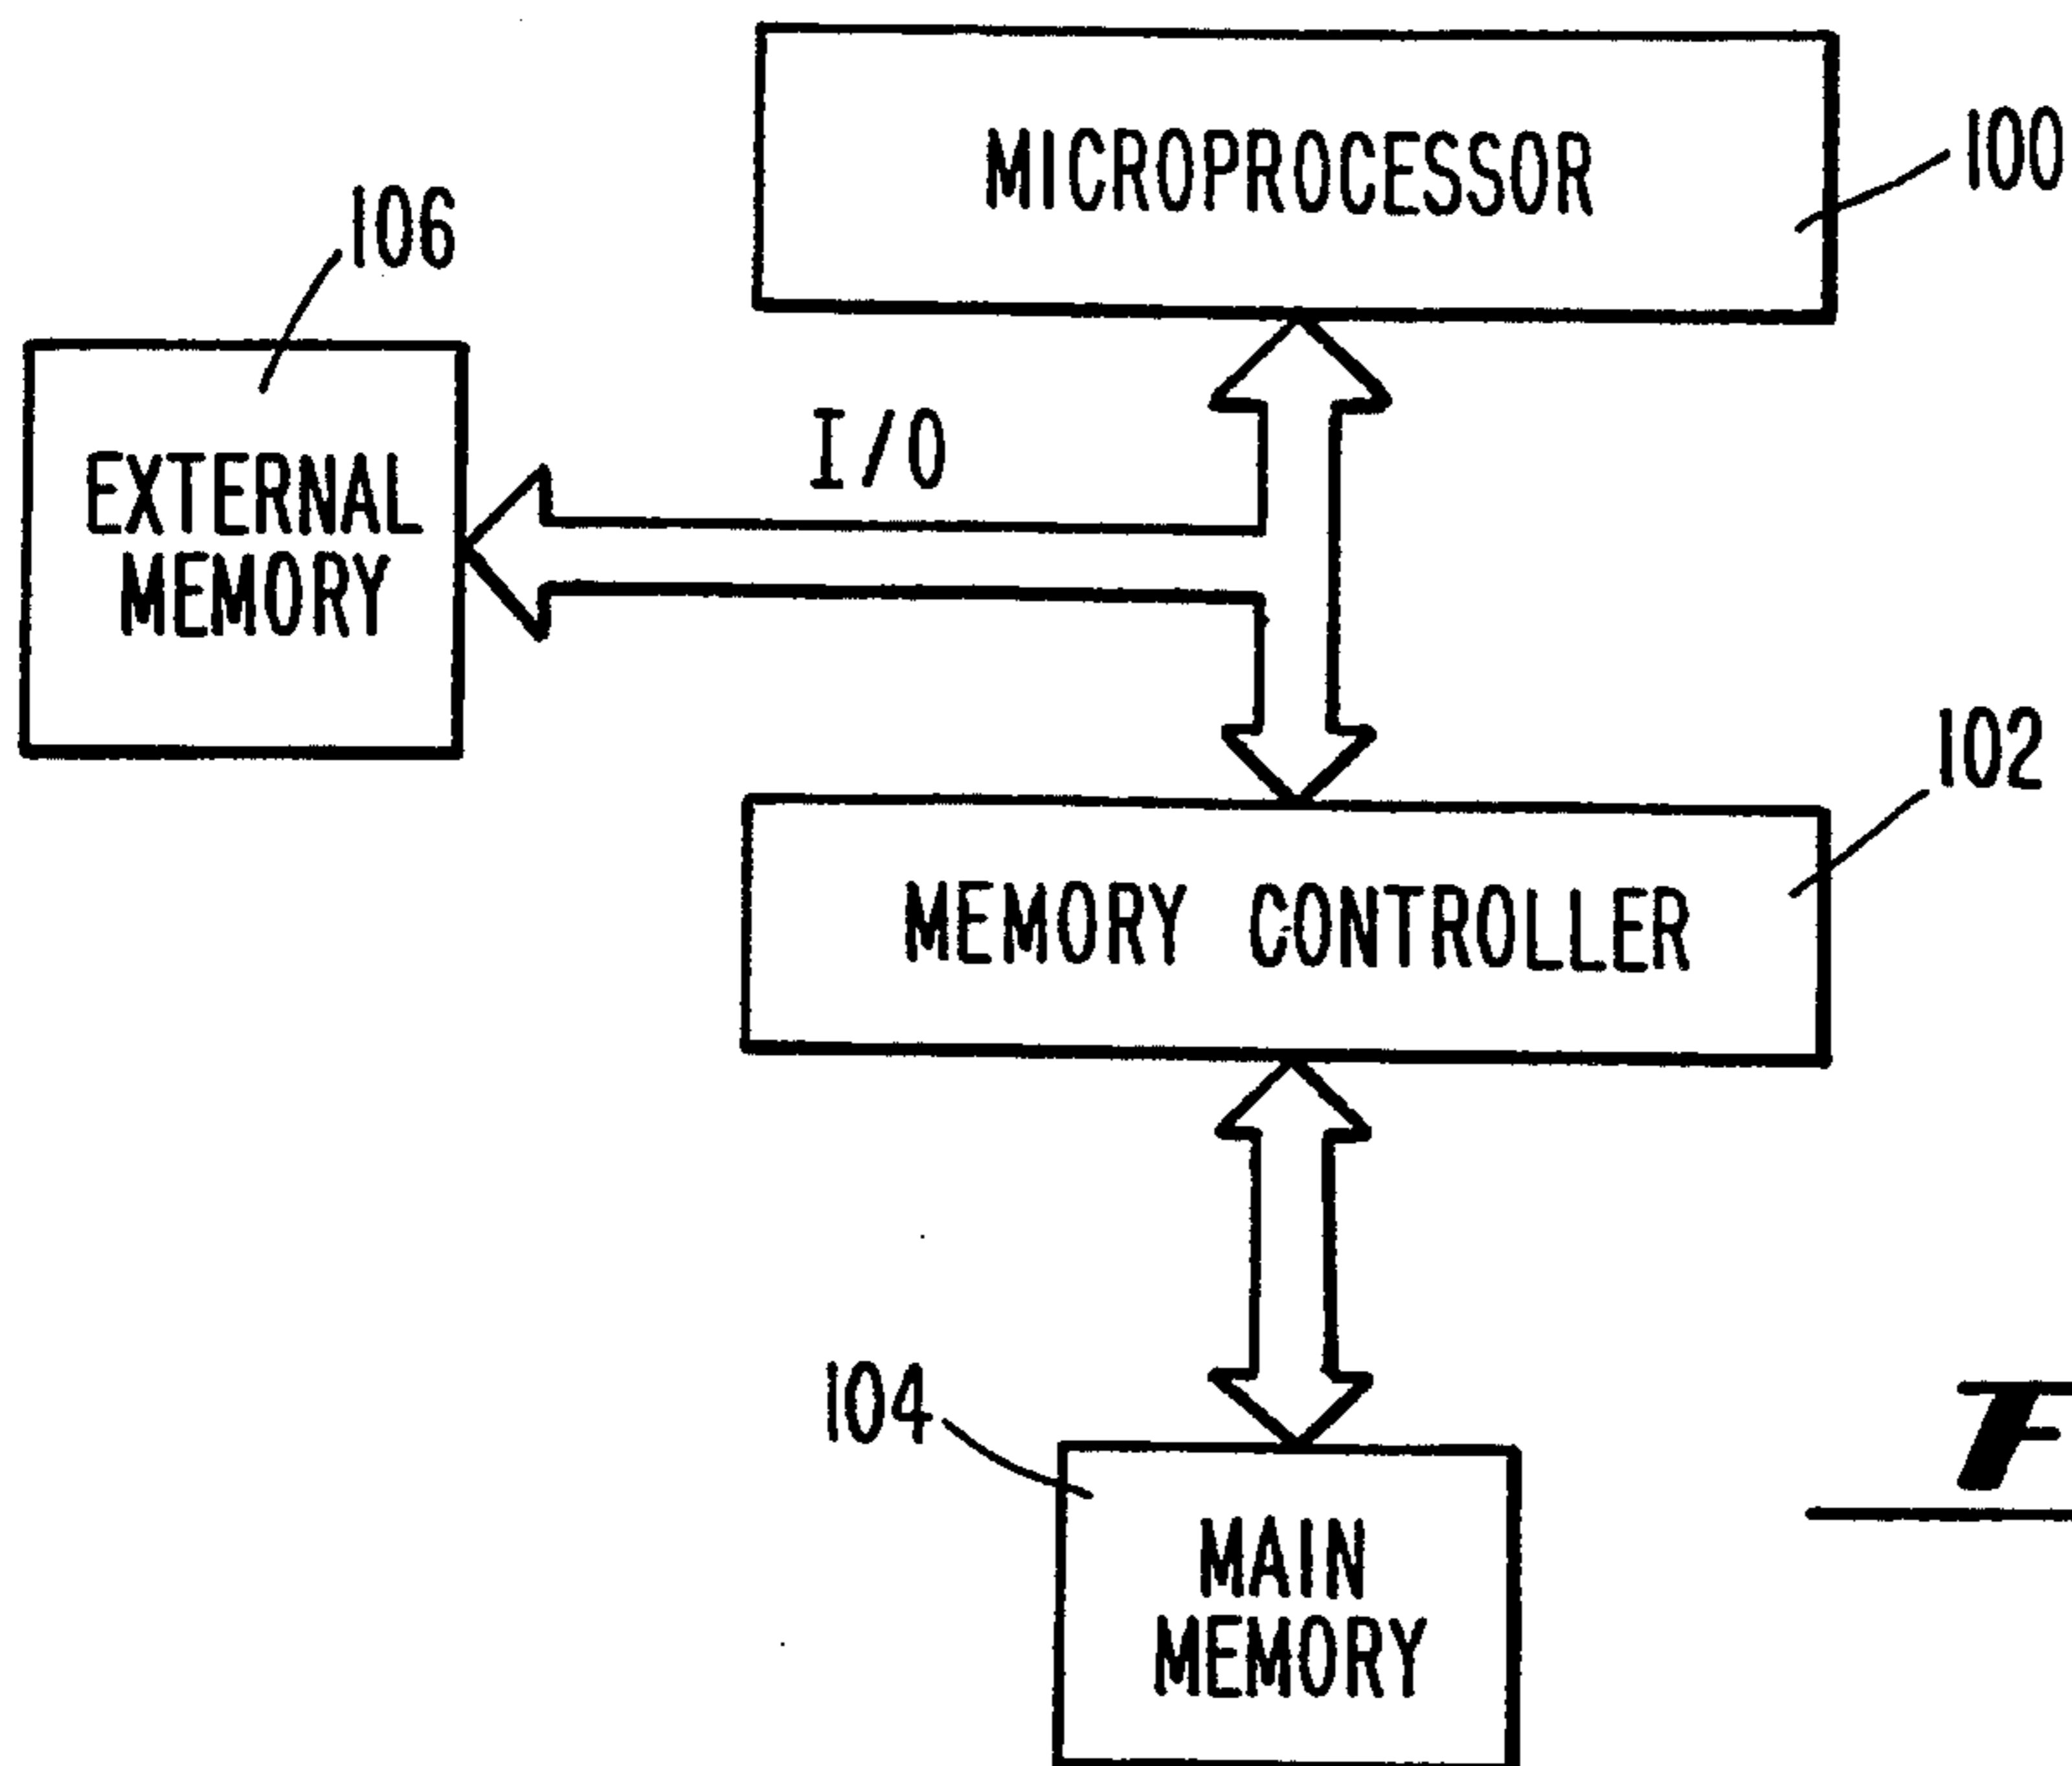 MICROPROCESSOR
100
106
I/O
EXTERNAL
MEMORY
102
MEMORY CONTROLLER
104
MAIN
MEMORY
F